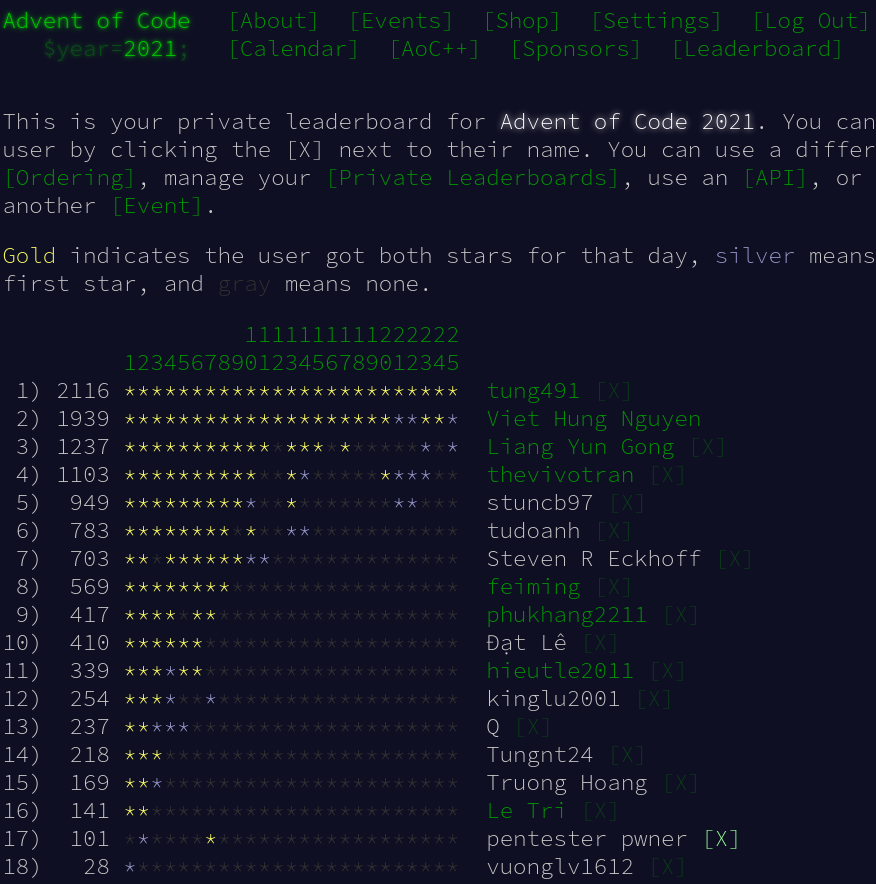 Advent of Code [About] [Events] [Shop] [Settings] [Log Out]
$year=2021; [Calendar] [AoC++] [Sponsors] [Leaderboard]
This is your private leaderboard for Advent of Code 2021. You can
user by clicking the [X] next to their name. You can use a differ
[Ordering], manage your [Private Leaderboards], use an [API], or
another [Event].
Gold indicates the user got both stars for that day, silver means
first star, and gray means none.
1111111111222222
1234567890123456789012345
1) 2116 ************************* tung491 [X]
2) 1939 ************************* Viet Hung Nguyen
3) 1237 ************************* Liang Yun Gong [X]
4) 1103 ************************* thevivotran [X]
5) 949 ************************* stuncb97 [X]
6) 783 ************************* tudoanh [X]
7) 703 ************************* Steven R Eckhoff [X]
8) 569 ************************* feiming [X]
9) 417 ************************* phukhang2211 [X]
10) 410 ************************* Đạt Lê [X]
11) 339 ************************* hieutle2011 [X]
12) 254 ************************* kinglu2001 [X]
13) 237 ************************* Q [X]
14) 218 ************************* Tungnt24 [X]
15) 169 ************************* Truong Hoang [X]
16) 141 ************************* Le Tri [X]
17) 101 ************************* pentester pwner [X]
18) 28 ************************* vuonglv1612 [X]